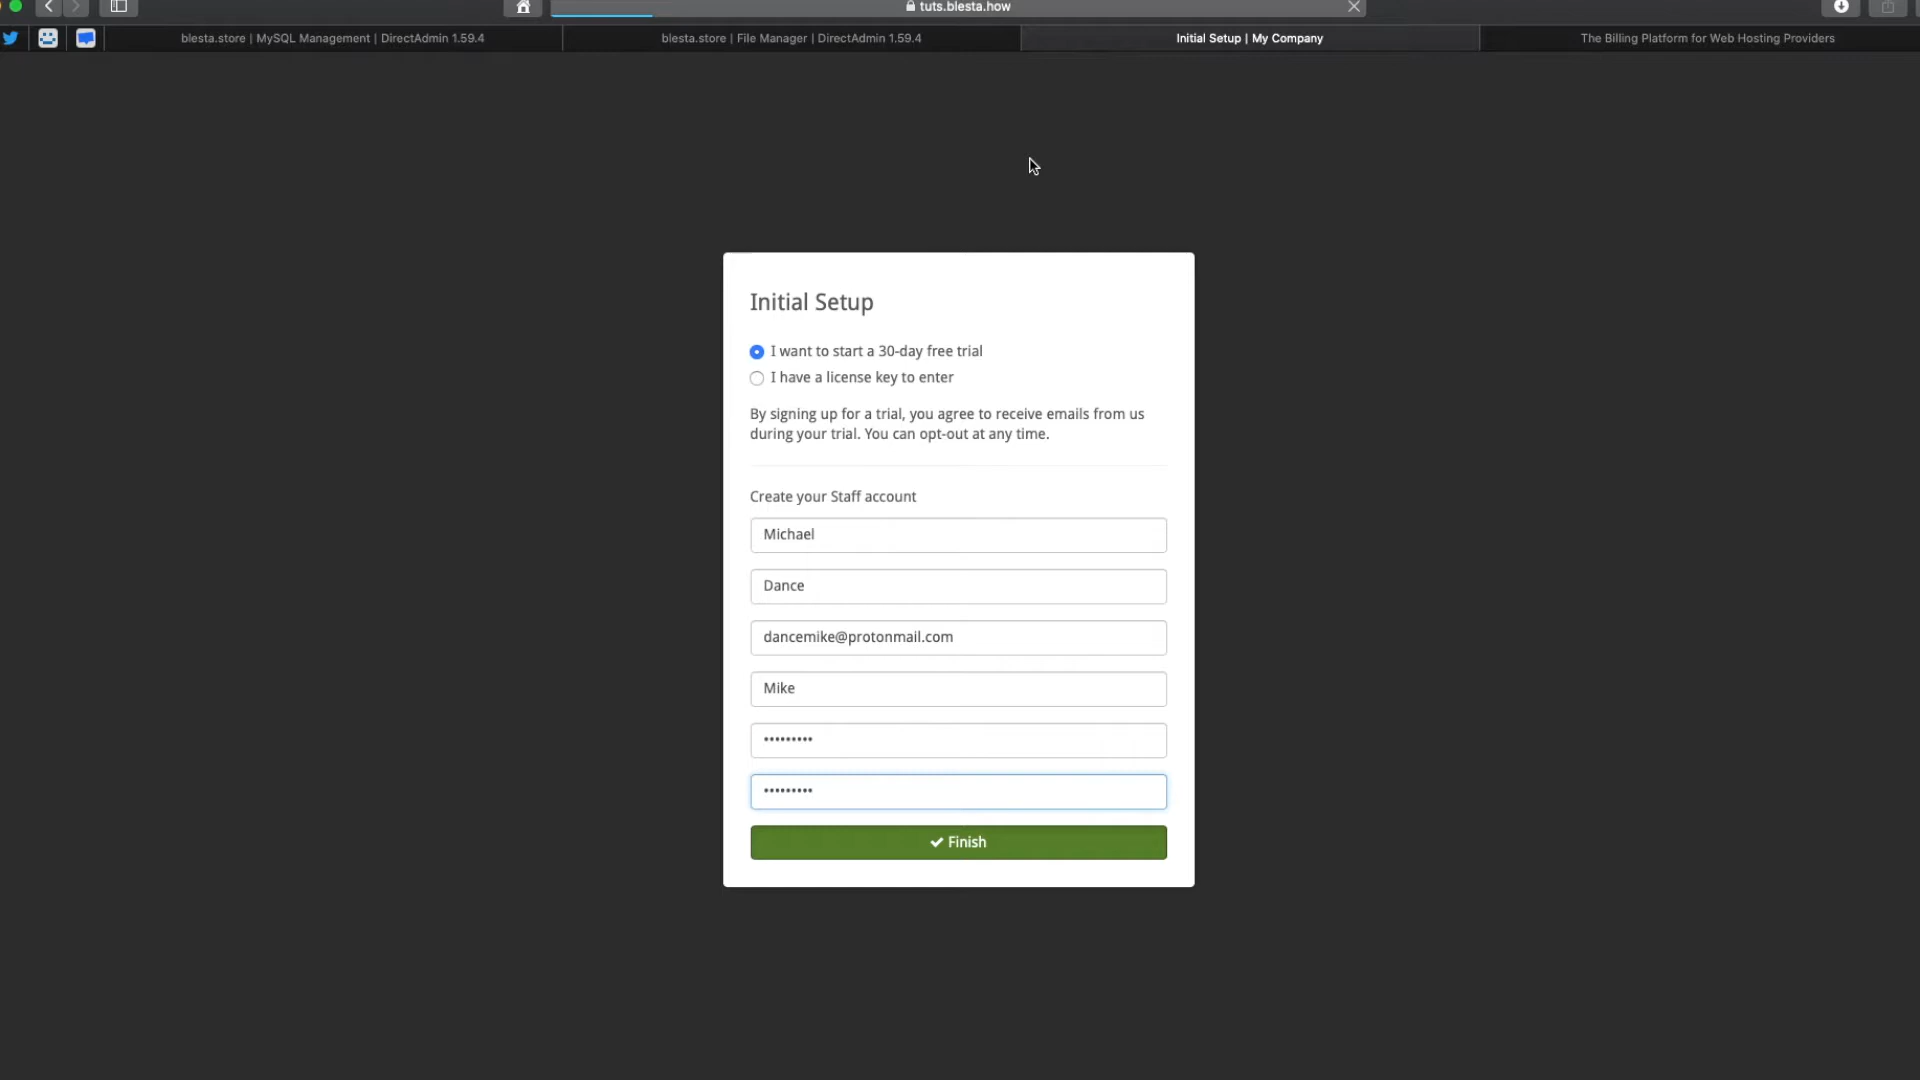 tuts.blesta.how
blesta.store | MySQL Management | DirectAdmin 1.59.4
blesta.store | File Manager | DirectAdmin 1.59.4
Initial Setup | My Company
The Billing Platform for Web Hosting Providers
Initial Setup
I want to start a 30-day free trial
I have a license key to enter
By signing up for a trial, you agree to receive emails from us
during your trial. You can opt-out at any time.
Create your Staff account
Michael
Dance
dancemike@protonmail.com
Mike
•••••••••
•••••••••
Finish